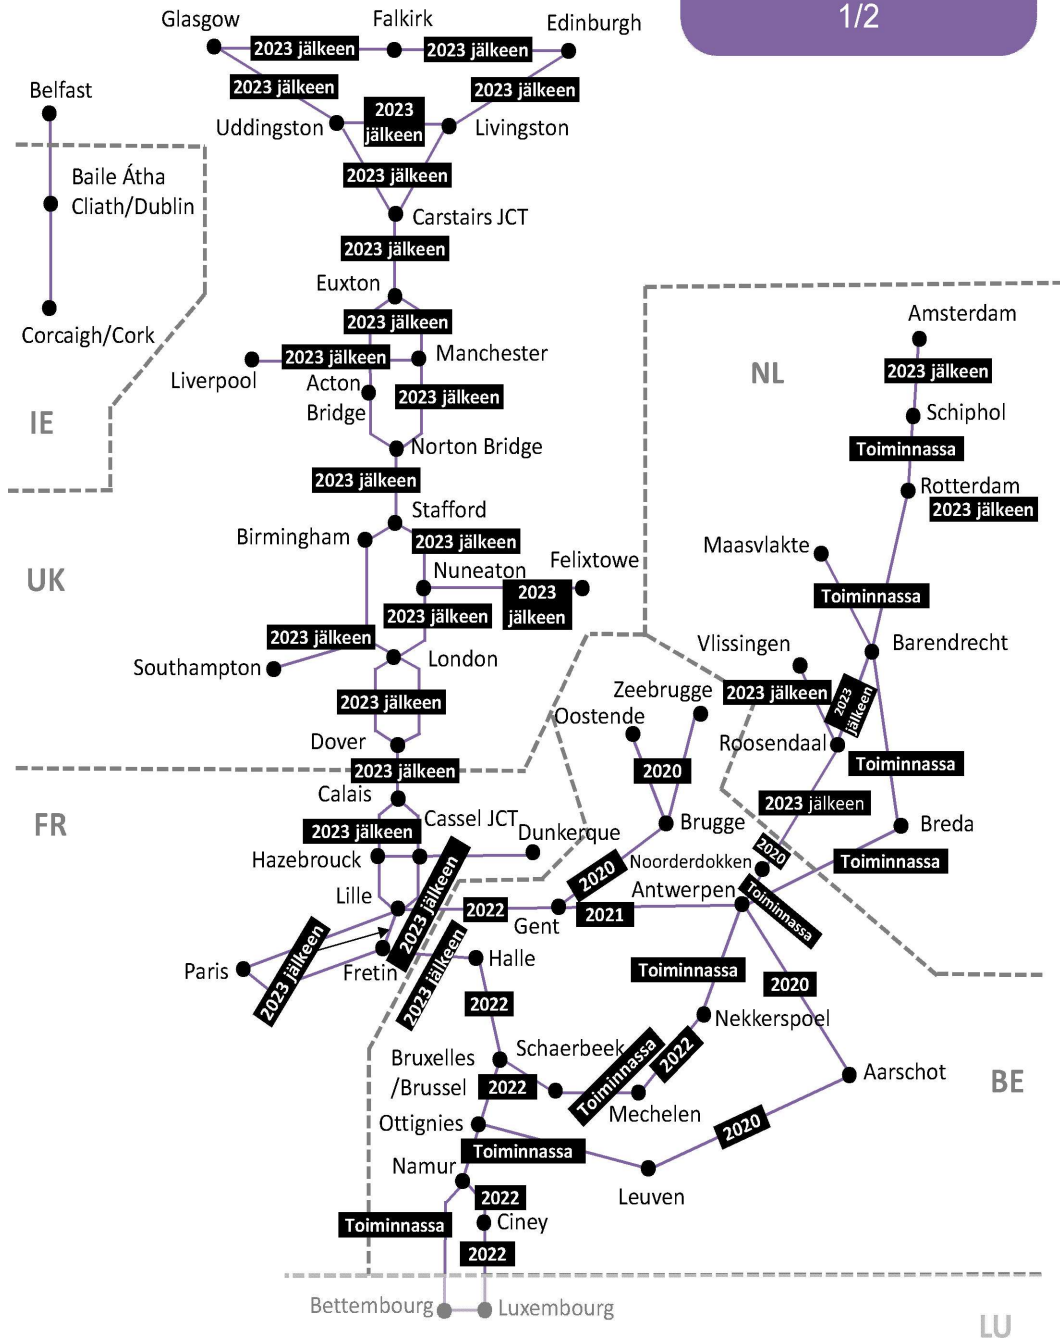 1/2
Glasgow
Falkirk
Edinburgh
2023 jälkeen
2023 jälkeen
2023 jälkeen
2023 jälkeen
Belfast
Uddingston
2023
jälkeen
Livingston
2023 jälkeen
Baile Átha
Cliath/Dublin
Carstairs JCT
2023 jälkeen
Euxton
Corcaigh/Cork
2023 jälkeen
Amsterdam
Liverpool
2023 jälkeen
Manchester
NL
2023 jälkeen
Acton
Bridge
2023 jälkeen
Schiphol
IE
Norton Bridge
Toiminnassa
2023 jälkeen
Rotterdam
2023 jälkeen
Stafford
Birmingham
2023 jälkeen
Maasvlakte
UK
Nuneaton
Felixtowe
2023
jälkeen
Toiminnassa
2023 jälkeen
2023 jälkeen
Southampton
London
Vlissingen
Barendrecht
2023 jälkeen
Zeebrugge
2023 jälkeen
2023
jälkeen
Oostende
Dover
Roosendaal
2023 jälkeen
2020
Toiminnassa
Calais
2023 jälkeen
FR
2023 jälkeen
Cassel JCT
Dunkerque
Brugge
Breda
Hazebrouck
Noorderdokken
2020
Toiminnassa
2020
Lille
2023 jälkeen
2022
Gent
2021
Antwerpen
Toiminnassa
Paris
2023 jälkeen
Fretin
2023 jälkeen
Halle
Toiminnassa
2020
2022
Nekkerspoel
Bruxelles
/Brussel
Schaerbeek
2022
Toiminnassa
2022
Mechelen
Aarschot
BE
Ottignies
2020
Toiminnassa
Namur
Leuven
2022
Toiminnassa
Ciney
2022
Bettembourg
Luxembourg
LU